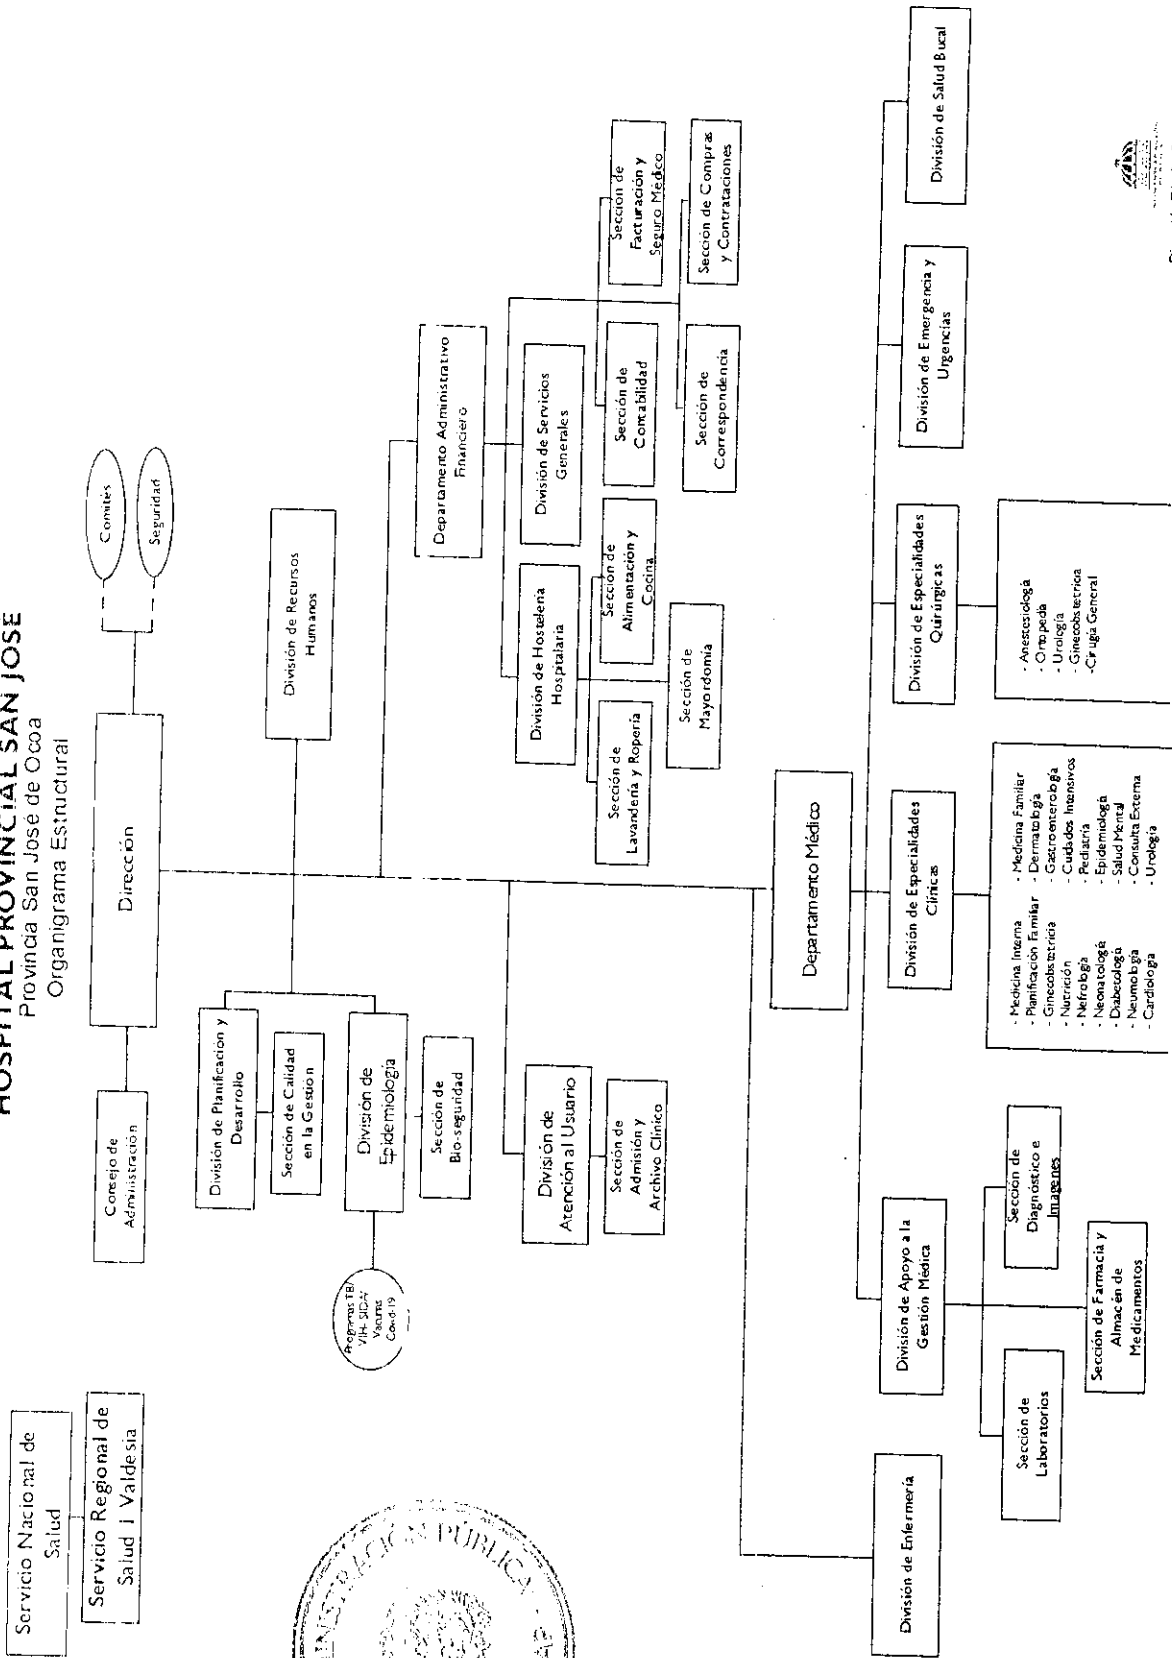 HOSPITAL PROVINCIAL SAN JOSE
Provincia San José de Ocoa
Organigrama Estructural
Servicio Nacional de
Salud
Servicio Regional de
Salud I Valdesia
Consejo de
Administración
Dirección
Comités
Seguridad
División de Planificación y
Desarrollo
Sección de Calidad
en la Gestión
División de Recursos
Humanos
Programas TB/
VIH- SIDA/
Vacunas
Covid-19
División de
Epidemiología
Sección de
Bio-seguridad
Departamento Administrativo
Financiero
División de
Atención al Usuario
Sección de
Admisión y
Archivo Clínico
División de Hostelería
Hospitalaria
División de Servicios
Generales
Sección de
Lavandería y Ropería
Sección de
Alimentación y
Cocina
Sección de
Mayordomía
Sección de
Contabilidad
Sección de
Facturación y
Seguro Médico
Sección de
Correspondencia
Sección de Compras
y Contrataciones
Departamento Médico
División de Enfermería
División de Apoyo a la
Gestión Médica
División de Especialidades
Clínicas
División de Especialidades
Quirúrgicas
División de Emergencia y
Urgencias
División de Salud Bucal
Sección de
Laboratorios
Sección de
Diagnóstico e
Imagenes
Sección de Farmacia y
Almacén de
Medicamentos
- Medicina Interna
- Planificación Familiar
- Ginecobstetricia
- Nutrición
- Nefrología
- Neonatología
- Diabetología
- Neumología
- Cardiología
- Medicina Familiar
- Dermatología
- Gastroenterología
- Cuidados Intensivos
- Pediatría
- Epidemiología
- Salud Mental
- Consulta Externa
- Urología
- Anestesiología
- Ortopedia
- Urología
- Ginecobstetrica
-Cirugía General
PÚBLICA